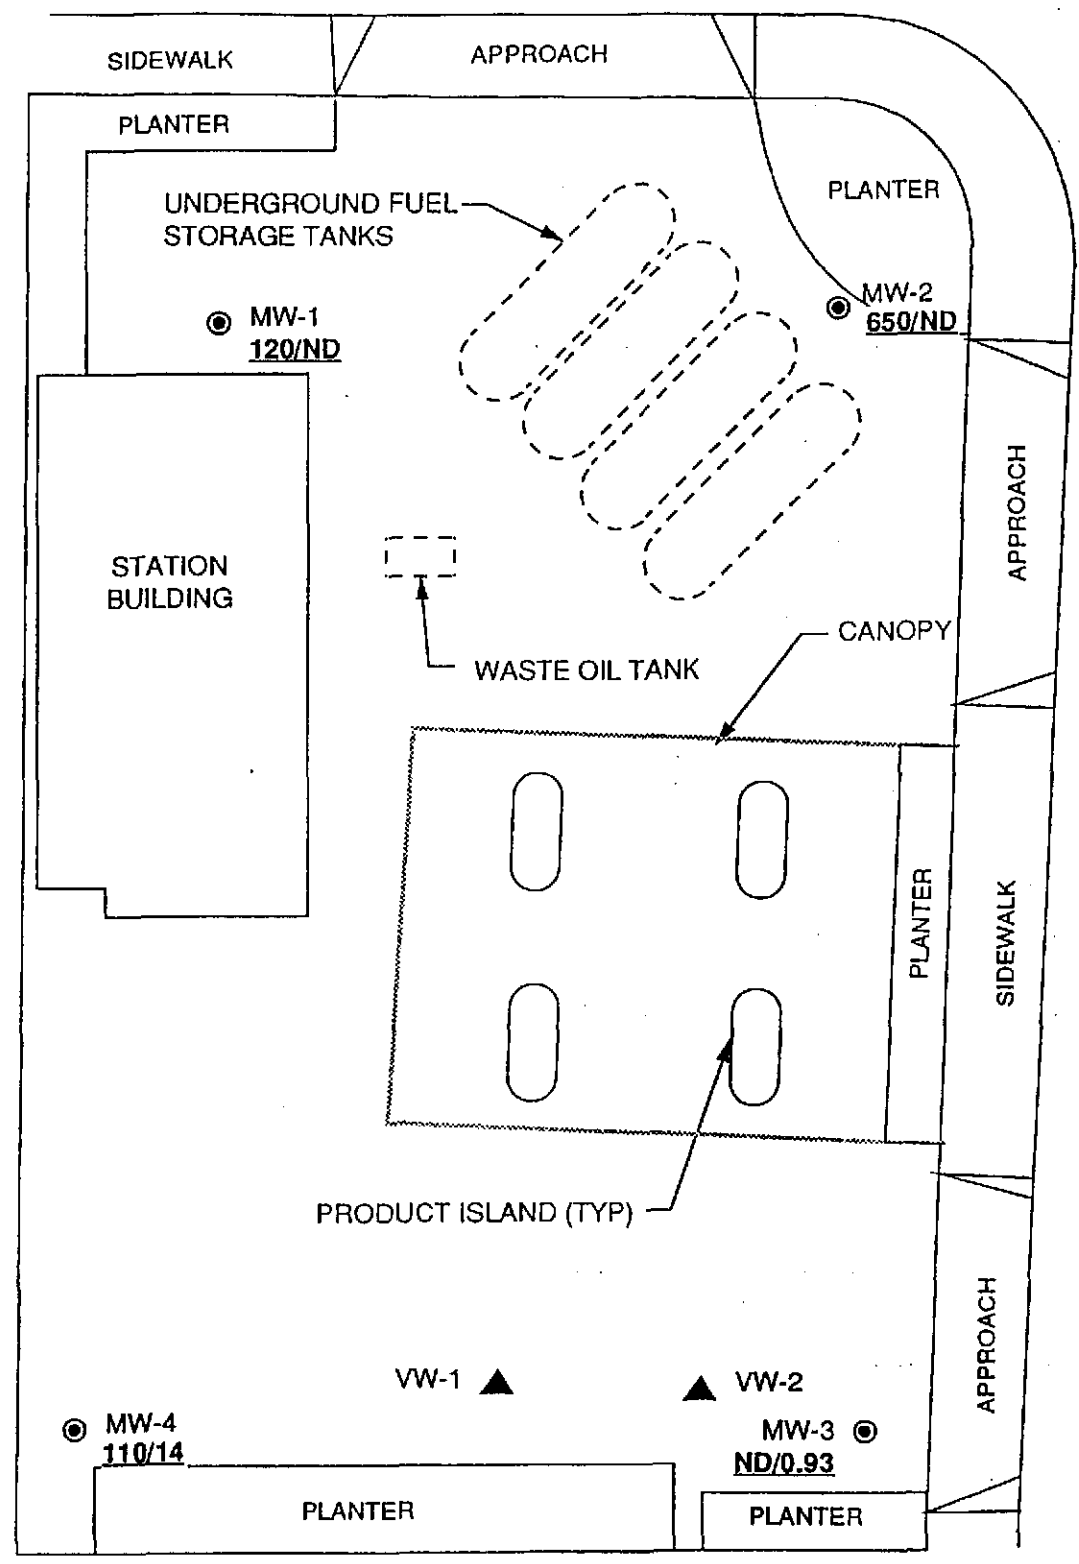 SIDEWALK
APPROACH
PLANTER
PLANTER
UNDERGROUND FUEL
STORAGE TANKS
MW-1
120/ND
MW-2
650/ND
APPROACH
STATION
BUILDING
CANOPY
WASTE OIL TANK
PLANTER
SIDEWALK
PRODUCT ISLAND (TYP)
APPROACH
VW-1
VW-2
MW-4
110/14
MW-3
ND/0.93
PLANTER
PLANTER